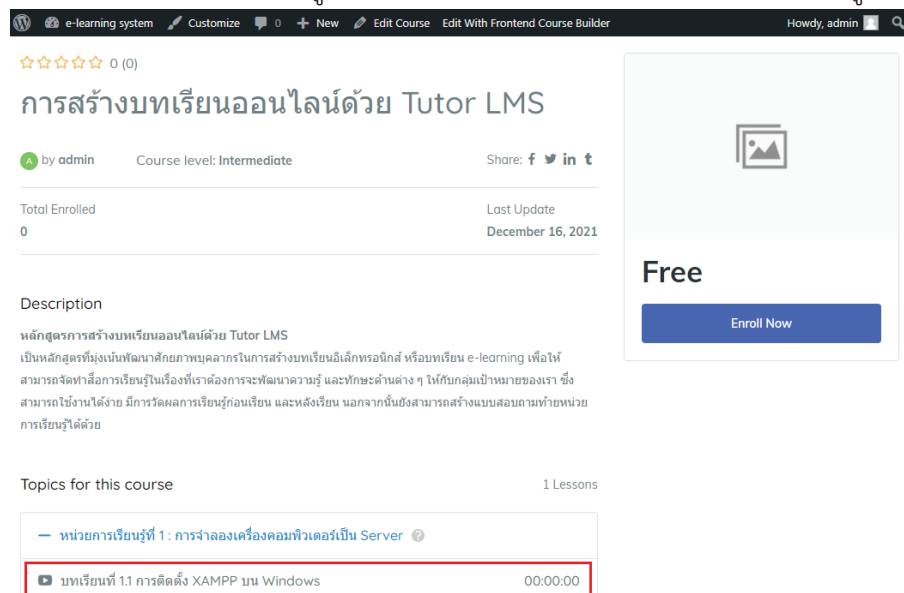 e-learning system Customize 0 New Edit Course Edit With Frontend Course Builder Howdy, admin
0 (0)
การสร้างบทเรียนออนไลน์ด้วย Tutor LMS
A by admin Course level: Intermediate Share:
Total Enrolled Last Update
0 December 16, 2021
Free
Enroll Now
Description
หลักสูตรการสร้างบทเรียนออนไลน์ด้วย Tutor LMS
เป็นหลักสูตรที่มุ่งเน้นพัฒนาศักยภาพบุคลากรในการสร้างบทเรียนอิเล็กทรอนิกส์ หรือบทเรียน e-learning เพื่อให้
สามารถจัดทำสื่อการเรียนรู้ในเรื่องที่เราต้องการจะพัฒนาความรู้ และทักษะด้านต่าง ๆ ให้กับกลุ่มเป้าหมายของเรา ซึ่ง
สามารถใช้งานได้ง่าย มีการวัดผลการเรียนรู้ก่อนเรียน และหลังเรียน นอกจากนั้นยังสามารถสร้างแบบสอบถามท้ายหน่วย
การเรียนรู้ได้ด้วย
Topics for this course 1 Lessons
หน่วยการเรียนรู้ที่ 1 : การจำลองเครื่องคอมพิวเตอร์เป็น Server
บทเรียนที่ 1.1 การติดตั้ง XAMPP บน Windows 00:00:00